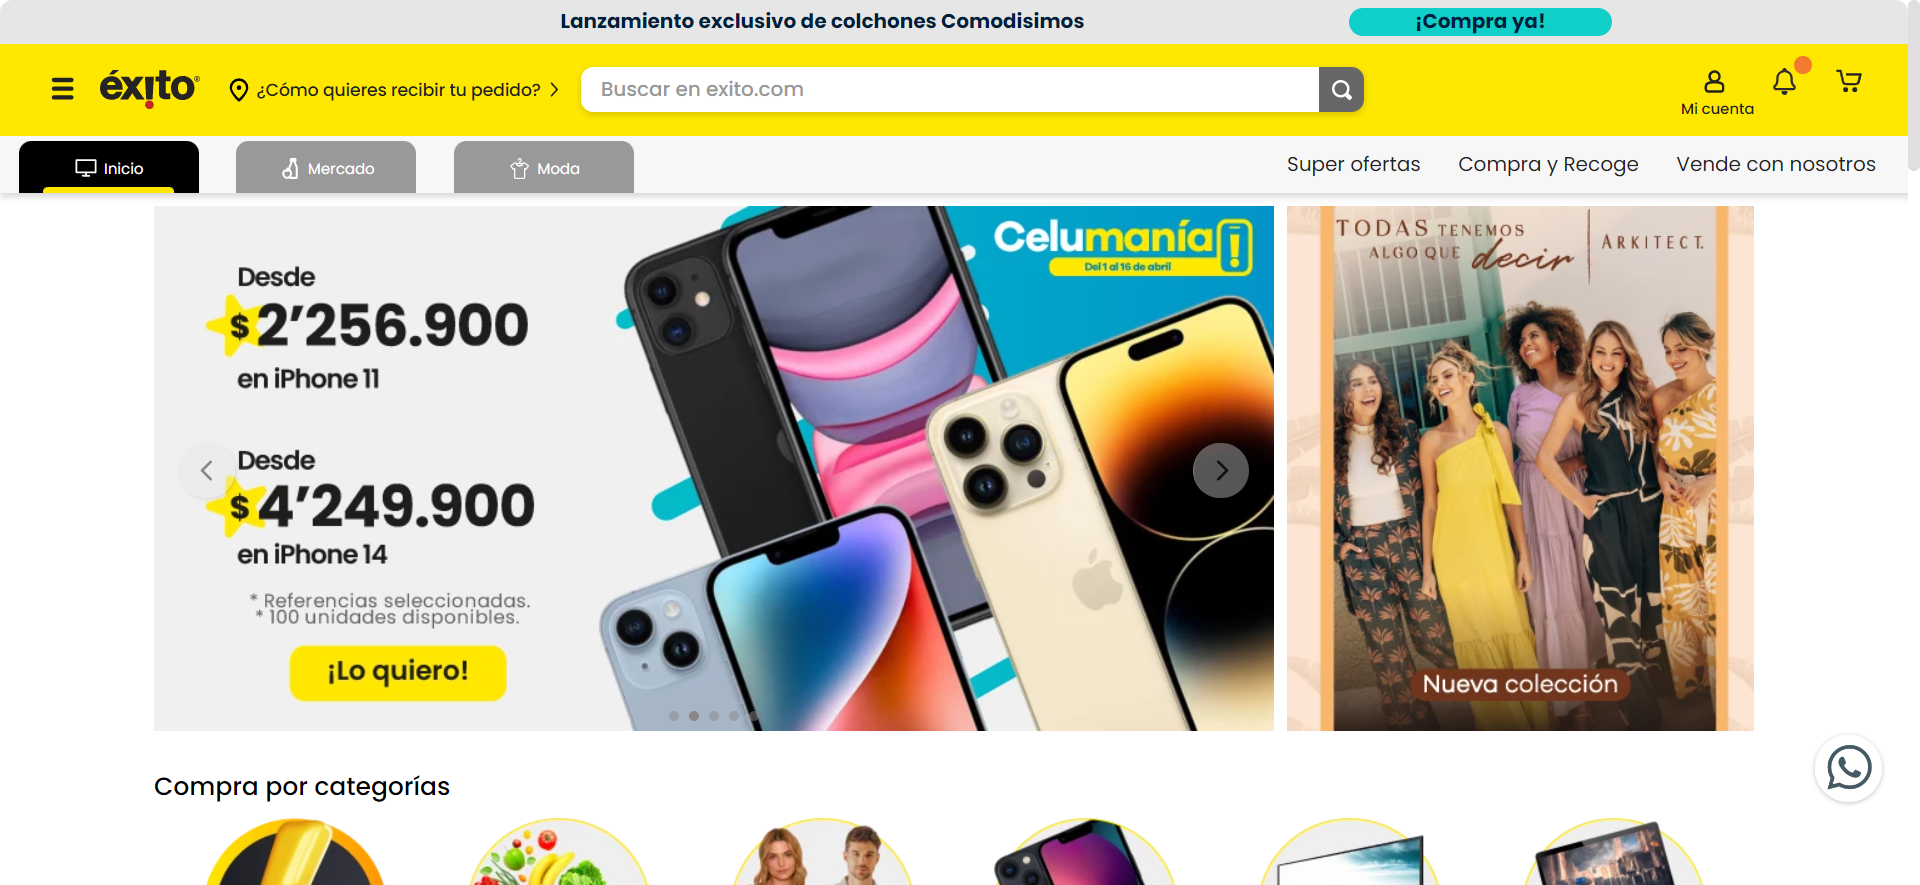 Lanzamiento exclusivo de colchones Comodisimos
¡Compra ya!
éxito
¿Cómo quieres recibir tu pedido?
Buscar en exito.com
Mi cuenta
Inicio
Mercado
Moda
Super ofertas
Compra y Recoge
Vende con nosotros
Desde
$2'256.900
en iPhone 11
Desde
$4'249.900
en iPhone 14
* Referencias seleccionadas.
* 100 unidades disponibles.
¡Lo quiero!
Celumanía
Del 1 al 16 de abril
TODAS TENEMOS
ALGO QUE decir
ARKITECT.
Nueva colección
Compra por categorías